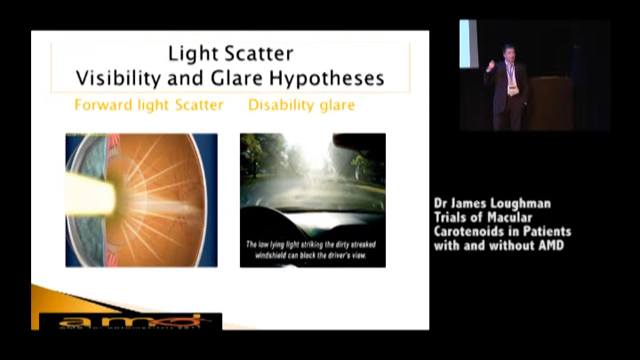 Light Scatter
Visibility and Glare Hypotheses
Forward light Scatter
Disability glare
The low lying light striking the dirty streaked
windshield can block the driver's view.
amd
Dr James Loughman
Trials of Macular
Carotenoids in Patients
with and without AMD